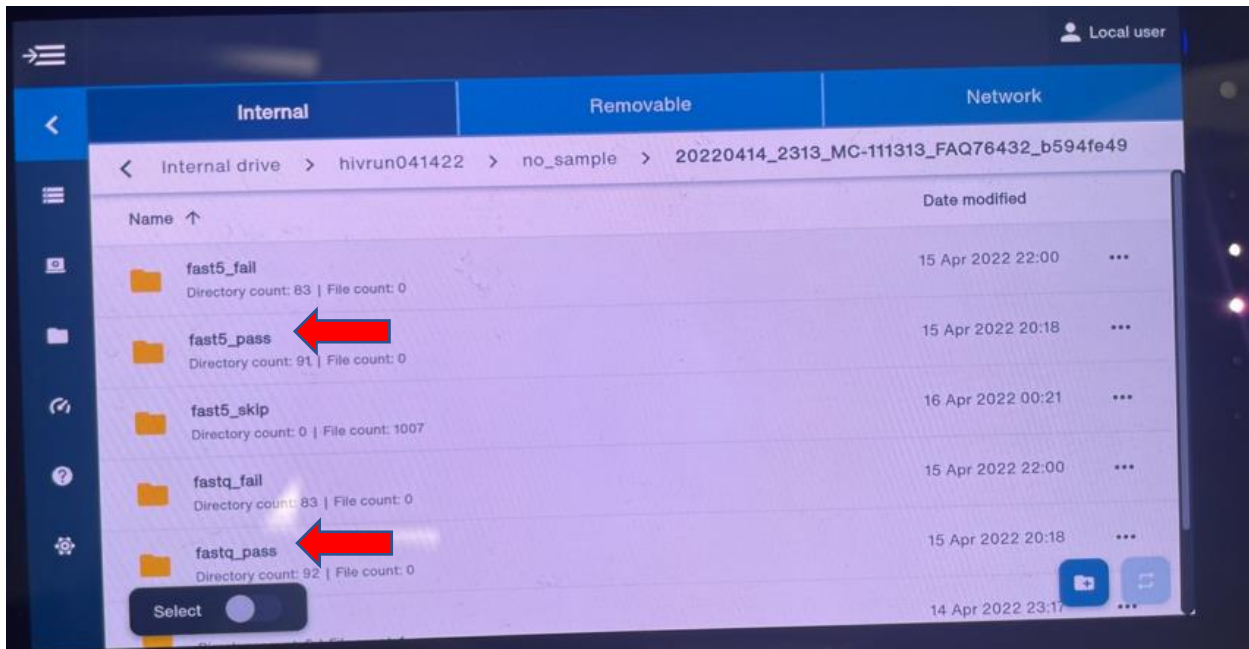 Local user
Internal Removable Network
Internal drive > hivrun041422 > no_sample > 20220414_2313_MC-111313_FAQ76432_b594fe49
Name Date modified
fast5_fail 15 Apr 2022 22:00
Directory count: 83 | File count: 0
fast5_pass 15 Apr 2022 20:18
Directory count: 91 | File count: 0
fast5_skip 16 Apr 2022 00:21
Directory count: 0 | File count: 1007
fastq_fail 15 Apr 2022 22:00
Directory count: 83 | File count: 0
fastq_pass 15 Apr 2022 20:18
Directory count: 92 | File count: 0
Select 14 Apr 2022 23:17